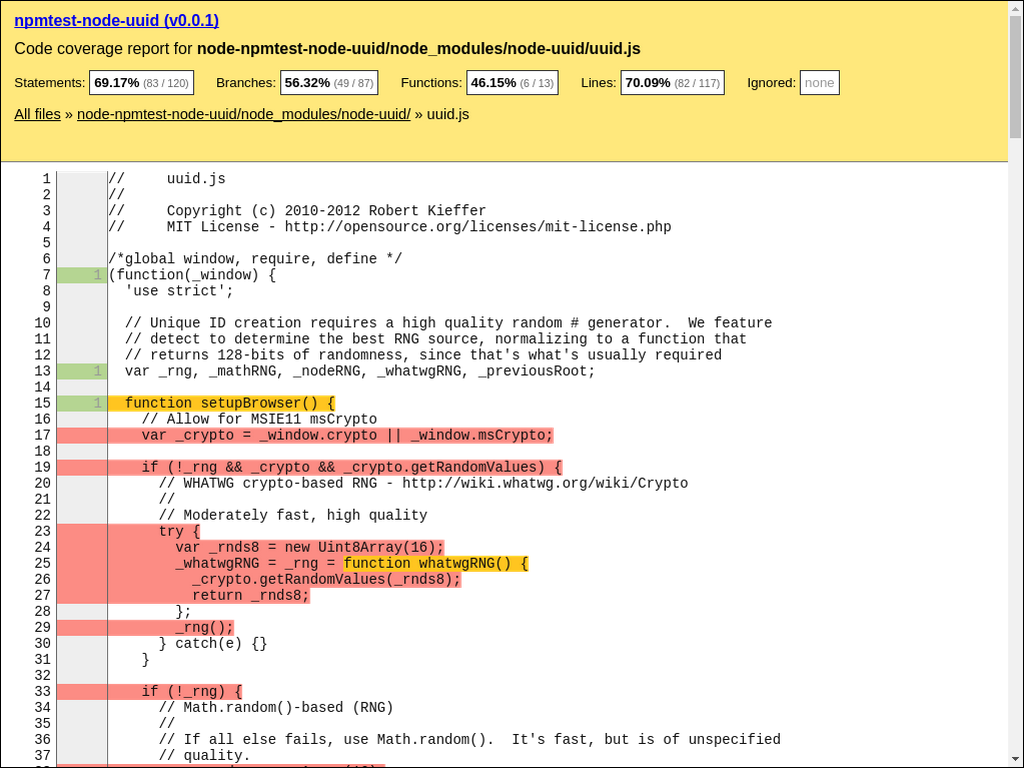 npmtest-node-uuid (v0.0.1)
Code coverage report for node-npmtest-node-uuid/node_modules/node-uuid/uuid.js
Statements: 69.17% (83 / 120) Branches: 56.32% (49 / 87) Functions: 46.15% (6 / 13) Lines: 70.09% (82 / 117) Ignored: none
All files » node-npmtest-node-uuid/node_modules/node-uuid/ » uuid.js
1 //     uuid.js
2 //
3 //     Copyright (c) 2010-2012 Robert Kieffer
4 //     MIT License - http://opensource.org/licenses/mit-license.php
5
6 /*global window, require, define */
7 1 (function(_window) {
8   'use strict';
9
10   // Unique ID creation requires a high quality random # generator.  We feature
11   // detect to determine the best RNG source, normalizing to a function that
12   // returns 128-bits of randomness, since that's what's usually required
13 1   var _rng, _mathRNG, _nodeRNG, _whatwgRNG, _previousRoot;
14
15 1   function setupBrowser() {
16     // Allow for MSIE11 msCrypto
17     var _crypto = _window.crypto || _window.msCrypto;
18
19     if (!_rng && _crypto && _crypto.getRandomValues) {
20       // WHATWG crypto-based RNG - http://wiki.whatwg.org/wiki/Crypto
21       //
22       // Moderately fast, high quality
23       try {
24         var _rnds8 = new Uint8Array(16);
25         _whatwgRNG = _rng = function whatwgRNG() {
26           _crypto.getRandomValues(_rnds8);
27           return _rnds8;
28         };
29         _rng();
30       } catch(e) {}
31     }
32
33     if (!_rng) {
34       // Math.random()-based (RNG)
35       //
36       // If all else fails, use Math.random().  It's fast, but is of unspecified
37       // quality.